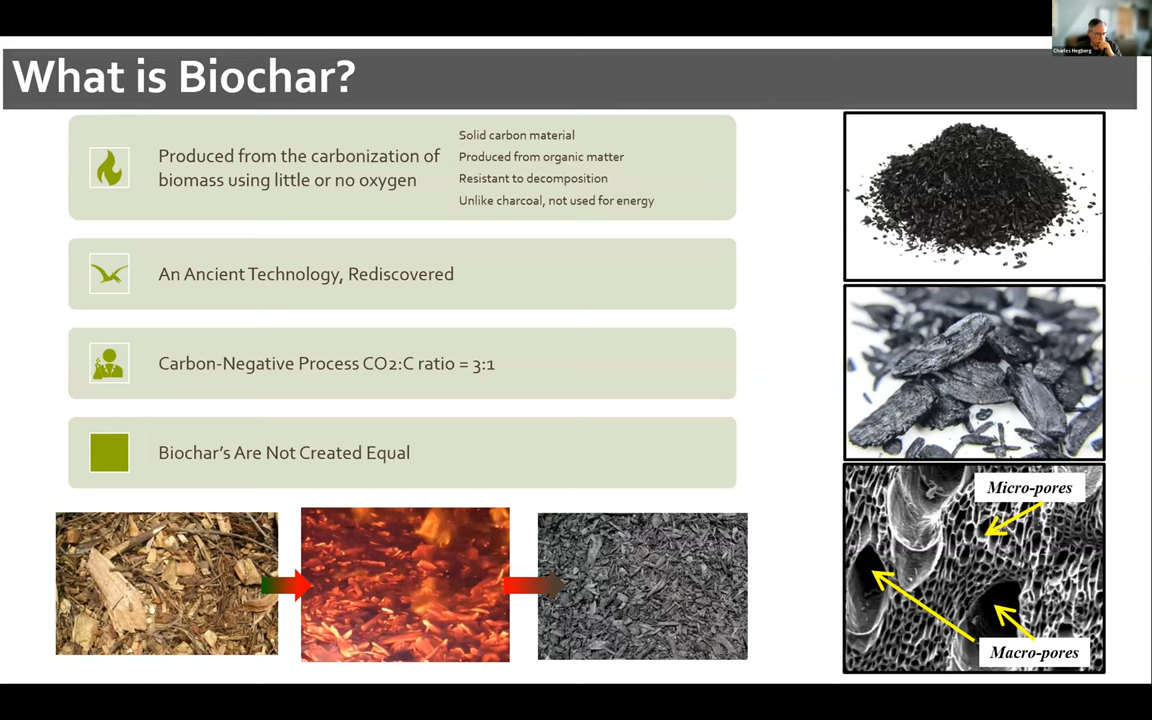 Charles Hegberg
What is Biochar?
Produced from the carbonization of
biomass using little or no oxygen
Solid carbon material
Produced from organic matter
Resistant to decomposition
Unlike charcoal, not used for energy
An Ancient Technology, Rediscovered
Carbon-Negative Process CO2:C ratio = 3:1
Biochar's Are Not Created Equal
Micro-pores
Macro-pores